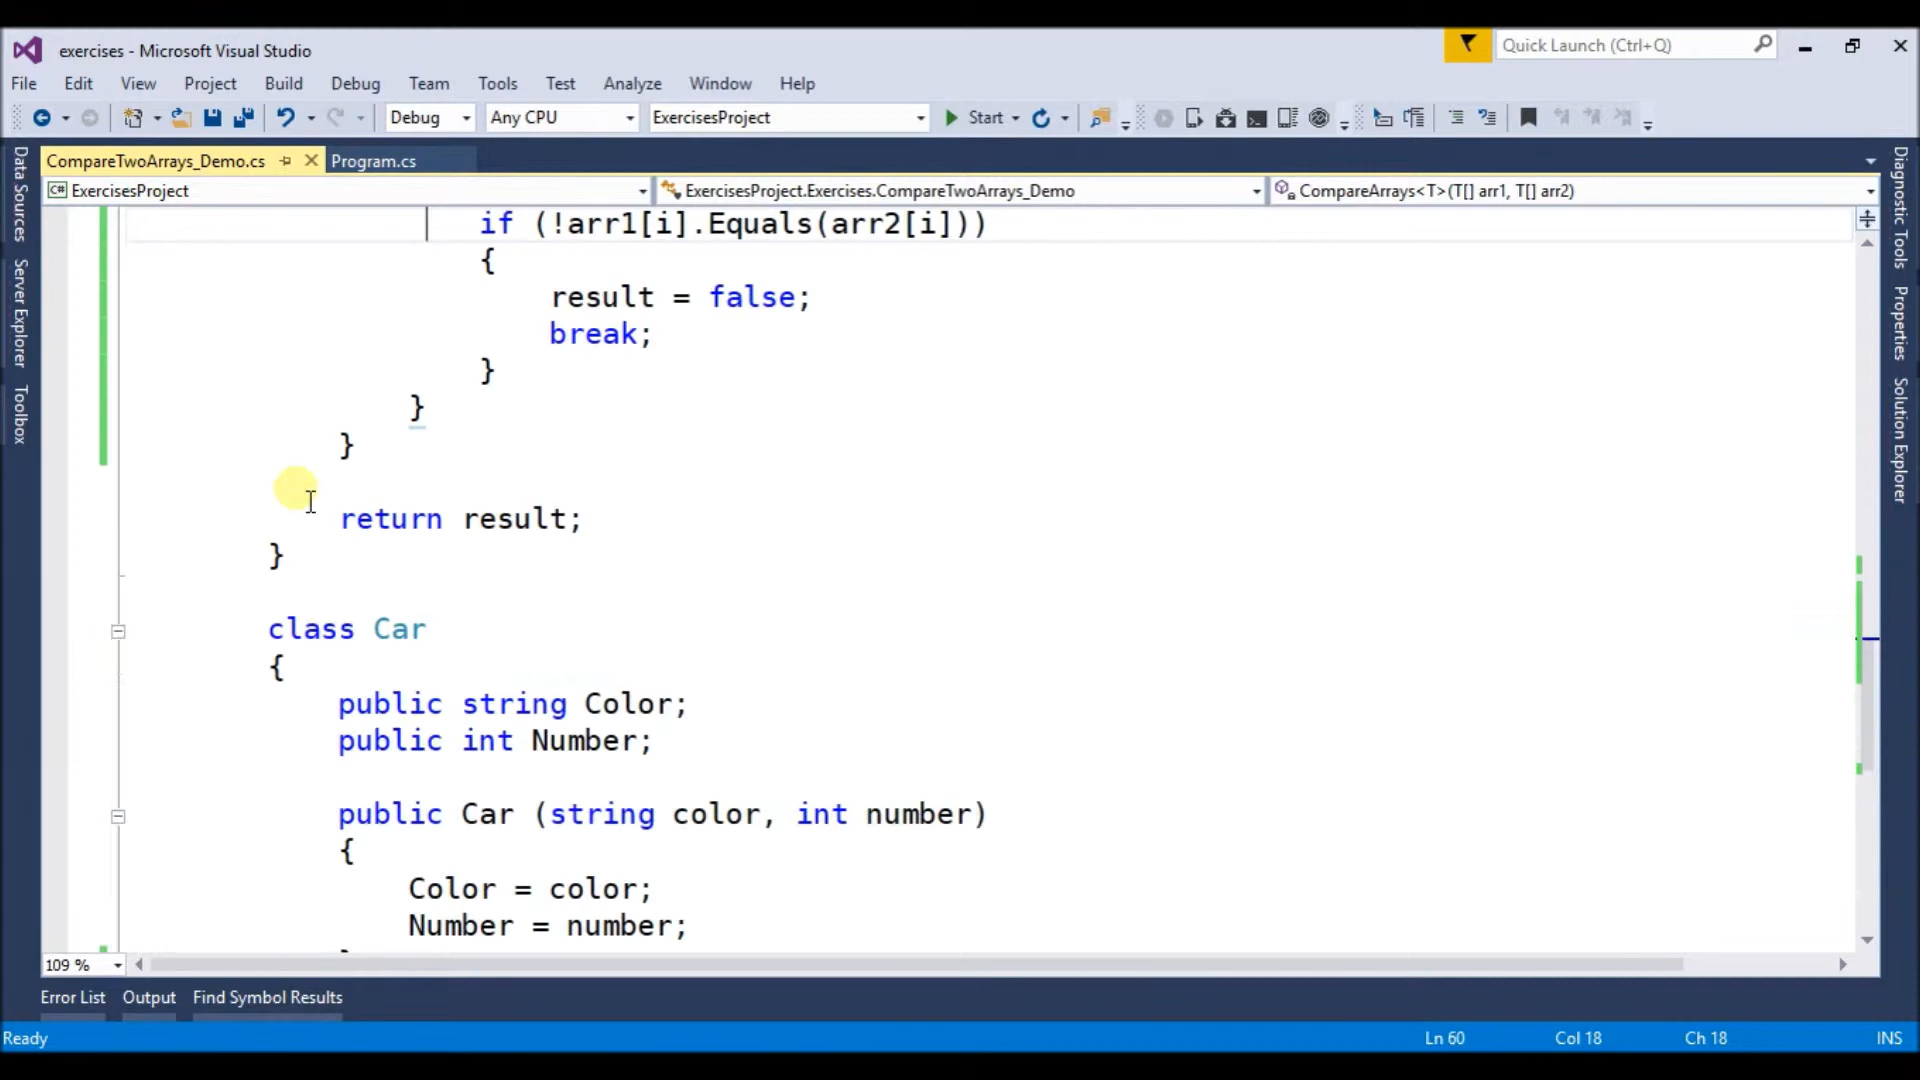 exercises - Microsoft Visual Studio
Quick Launch (Ctrl+Q)
File Edit View Project Build Debug Team Tools Test Analyze Window Help
Debug Any CPU ExercisesProject Start
CompareTwoArrays_Demo.cs Program.cs
C# ExercisesProject ExercisesProject.Exercises.CompareTwoArrays_Demo CompareArrays<T>(T[] arr1, T[] arr2)
Data Sources
Server Explorer
Toolbox
if (!arr1[i].Equals(arr2[i]))
{
result = false;
break;
}
}
}
return result;
}
class Car
{
public string Color;
public int Number;
public Car (string color, int number)
{
Color = color;
Number = number;
Diagnostic Tools
Properties
Solution Explorer
109 %
Error List Output Find Symbol Results
Ready Ln 60 Col 18 Ch 18 INS